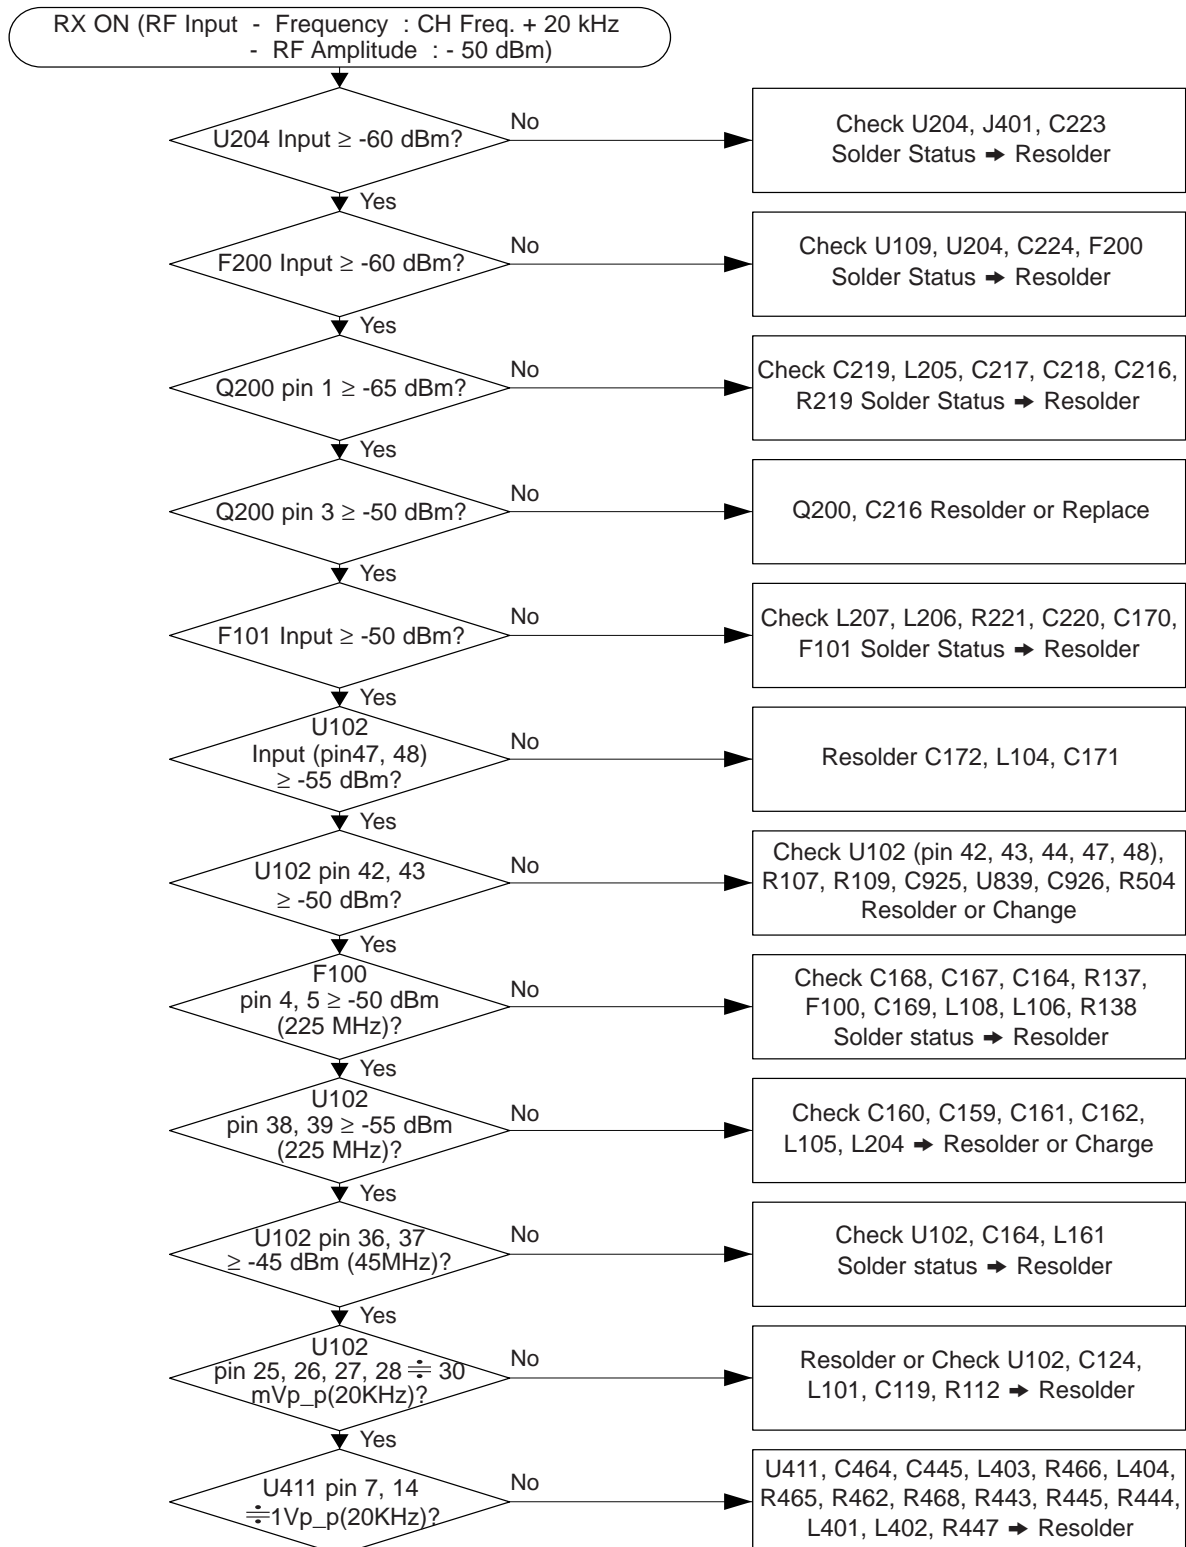 RX ON (RF Input - Frequency : CH Freq. + 20 kHz
- RF Amplitude : - 50 dBm)
U204 Input ≥ -60 dBm?
No
Check U204, J401, C223
Solder Status ➡ Resolder
Yes
F200 Input ≥ -60 dBm?
No
Check U109, U204, C224, F200
Solder Status ➡ Resolder
Yes
Q200 pin 1 ≥ -65 dBm?
No
Check C219, L205, C217, C218, C216,
R219 Solder Status ➡ Resolder
Yes
Q200 pin 3 ≥ -50 dBm?
No
Q200, C216 Resolder or Replace
Yes
F101 Input ≥ -50 dBm?
No
Check L207, L206, R221, C220, C170,
F101 Solder Status ➡ Resolder
Yes
U102
Input (pin47, 48)
≥ -55 dBm?
No
Resolder C172, L104, C171
Yes
U102 pin 42, 43
≥ -50 dBm?
No
Check U102 (pin 42, 43, 44, 47, 48),
R107, R109, C925, U839, C926, R504
Resolder or Change
Yes
F100
pin 4, 5 ≥ -50 dBm
(225 MHz)?
No
Check C168, C167, C164, R137,
F100, C169, L108, L106, R138
Solder status ➡ Resolder
Yes
U102
pin 38, 39 ≥ -55 dBm
(225 MHz)?
No
Check C160, C159, C161, C162,
L105, L204 ➡ Resolder or Charge
Yes
U102 pin 36, 37
≥ -45 dBm (45MHz)?
No
Check U102, C164, L161
Solder status ➡ Resolder
Yes
U102
pin 25, 26, 27, 28 ≑ 30
mVp_p(20KHz)?
No
Resolder or Check U102, C124,
L101, C119, R112 ➡ Resolder
Yes
U411 pin 7, 14
≑1Vp_p(20KHz)?
No
U411, C464, C445, L403, R466, L404,
R465, R462, R468, R443, R445, R444,
L401, L402, R447 ➡ Resolder